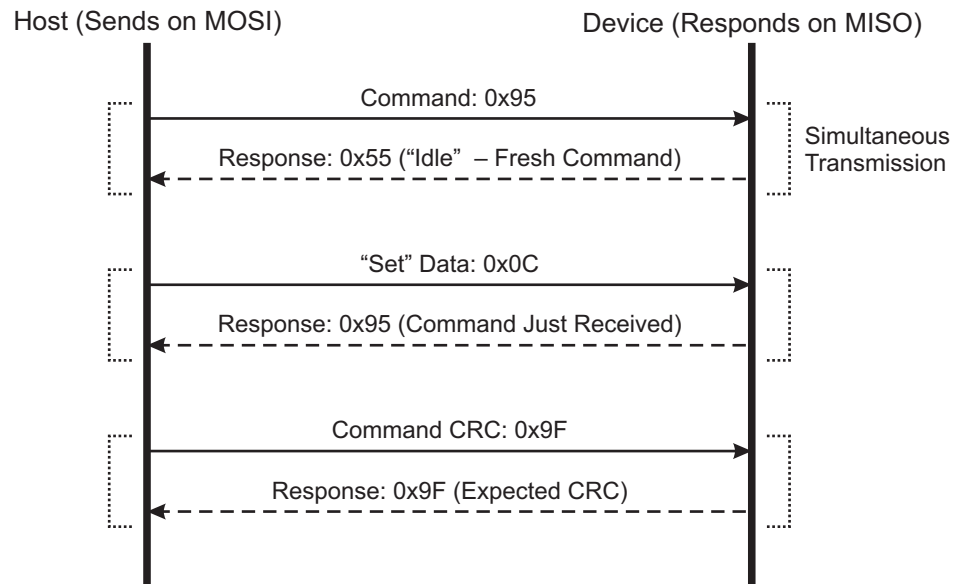 Host (Sends on MOSI)
Device (Responds on MISO)
Command: 0x95
Response: 0x55 (“Idle” – Fresh Command)
Simultaneous
Transmission
“Set” Data: 0x0C
Response: 0x95 (Command Just Received)
Command CRC: 0x9F
Response: 0x9F (Expected CRC)